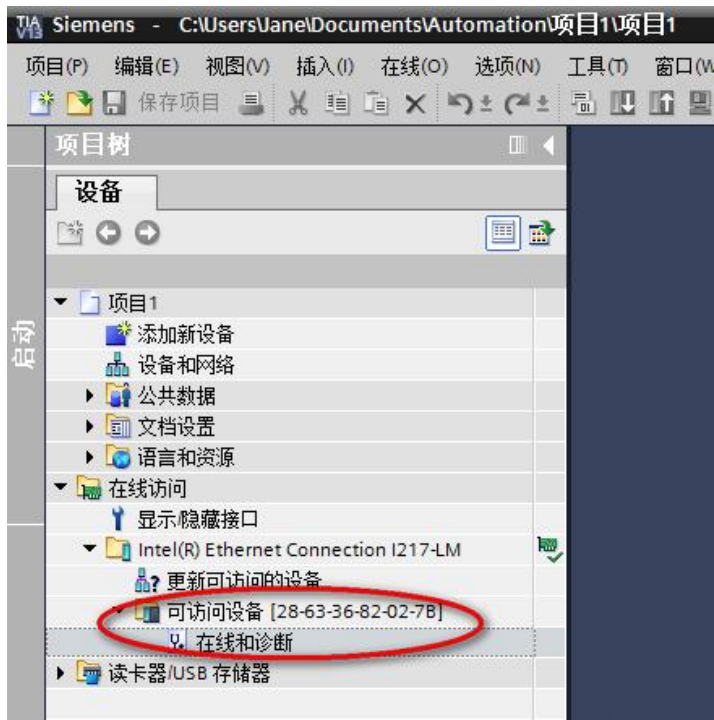 TIA V13 Siemens - C:\Users\Jane\Documents\Automation\项目1\项目1
项目(P) 编辑(E) 视图(V) 插入(I) 在线(O) 选项(N) 工具(T) 窗口(W
保存项目
项目树
设备
启动
项目1
添加新设备
设备和网络
公共数据
文档设置
语言和资源
在线访问
显示/隐藏接口
Intel(R) Ethernet Connection I217-LM
更新可访问的设备
可访问设备 [28-63-36-82-02-7B]
在线和诊断
读卡器/USB 存储器